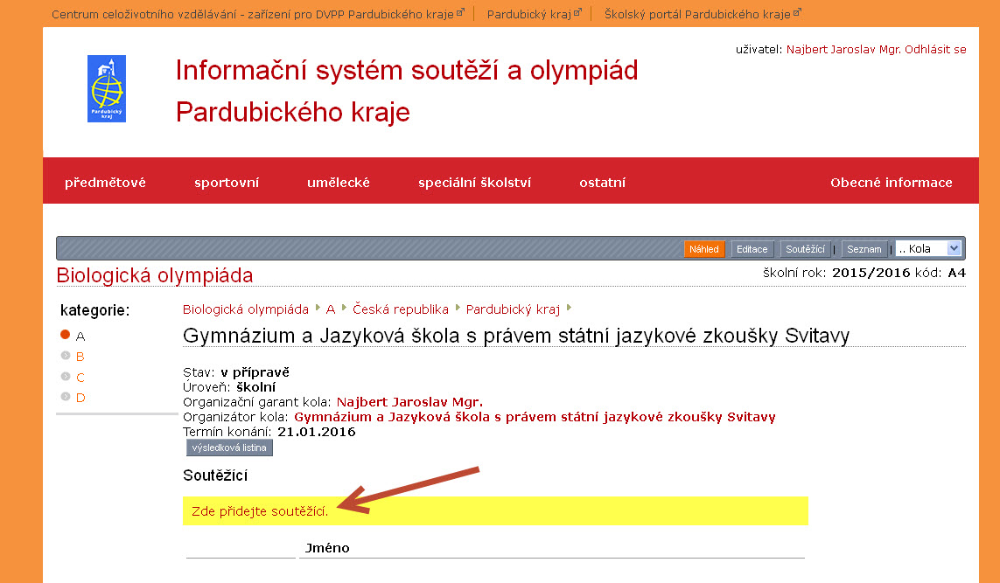 Centrum celoživotního vzdělávání - zařízení pro DVPP Pardubického kraje | Pardubický kraj | Školský portál Pardubického kraje
uživatel: Najbert Jaroslav Mgr. Odhlásit se
Pardubický
kraj
Informační systém soutěží a olympiád
Pardubického kraje
předmětové sportovní umělecké speciální školství ostatní Obecné informace
Náhled Editace Soutěžící | Seznam | .. Kola
Biologická olympiáda
školní rok: 2015/2016 kód: A4
kategorie:
A
B
C
D
Biologická olympiáda A Česká republika Pardubický kraj
Gymnázium a Jazyková škola s právem státní jazykové zkoušky Svitavy
Stav: v přípravě
Úroveň: školní
Organizační garant kola: Najbert Jaroslav Mgr.
Organizátor kola: Gymnázium a Jazyková škola s právem státní jazykové zkoušky Svitavy
Termín konání: 21.01.2016
výsledková listina
Soutěžící
Zde přidejte soutěžící.
Jméno